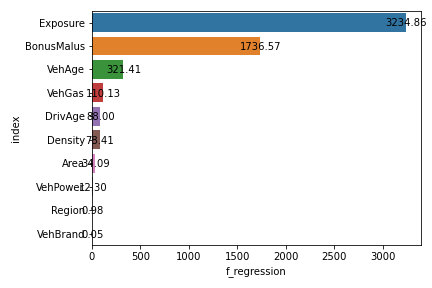 Exposure 3234.86
BonusMalus 1736.57
VehAge 321.41
VehGas 110.13
DrivAge 88.00
Density 78.41
Area 34.09
VehPower 12.30
Region 0.98
VehBrand 0.05
index
0 500 1000 1500 2000 2500 3000
f_regression